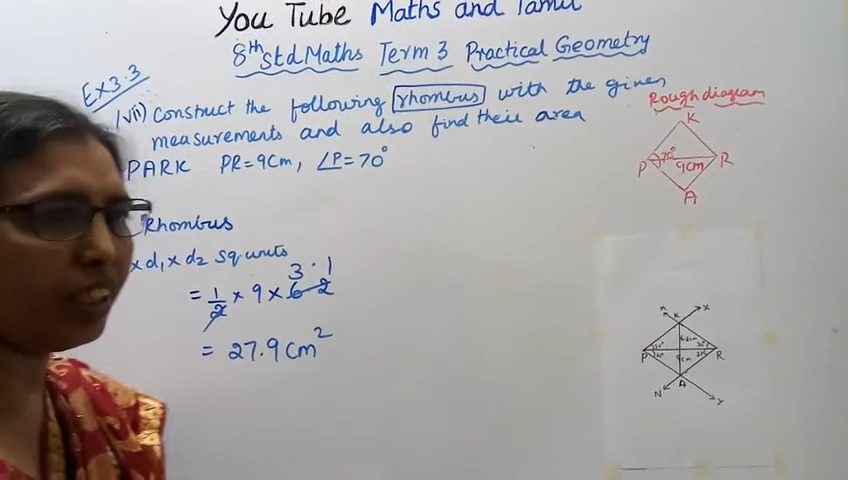 You Tube Maths and Tamil
8th Std Maths Term 3 Practical Geometry
Ex 3.3
(vii) Construct the following rhombus with the given
measurements and also find their area
PARK PR = 9cm, ∠P = 70°
Rhombus
x d1 x d2 sq units
3.1
= 1/2 x 9 x 6.2
= 27.9 cm2
Rough diagram
K
70°
P 9cm R
A
M K X
P 9cm R
N A Y